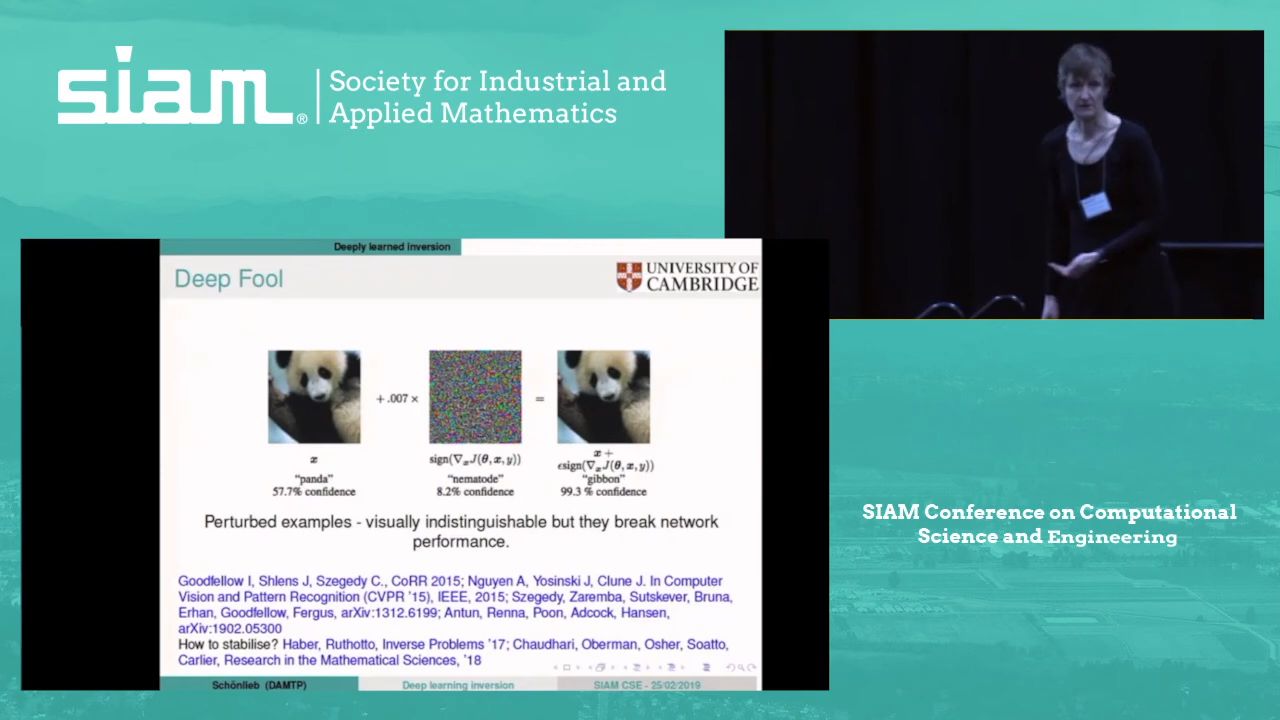 siam®
Society for Industrial and
Applied Mathematics
Deeply learned inversion
Deep Fool
UNIVERSITY OF
CAMBRIDGE
+ .007 ×
=
x
"panda"
57.7% confidence
sign(∇ₓJ(θ, x, y))
"nematode"
8.2% confidence
x +
ϵsign(∇ₓJ(θ, x, y))
"gibbon"
99.3 % confidence
Perturbed examples - visually indistinguishable but they break network
performance.
Goodfellow I, Shlens J, Szegedy C., CoRR 2015; Nguyen A, Yosinski J, Clune J. In Computer
Vision and Pattern Recognition (CVPR '15), IEEE, 2015; Szegedy, Zaremba, Sutskever, Bruna,
Erhan, Goodfellow, Fergus, arXiv:1312.6199; Antun, Renna, Poon, Adcock, Hansen,
arXiv:1902.05300
How to stabilise? Haber, Ruthotto, Inverse Problems '17; Chaudhari, Oberman, Osher, Soatto,
Carlier, Research in the Mathematical Sciences, '18
Schönlieb (DAMTP)
Deep learning inversion
SIAM CSE - 25/02/2019
SIAM Conference on Computational
Science and Engineering